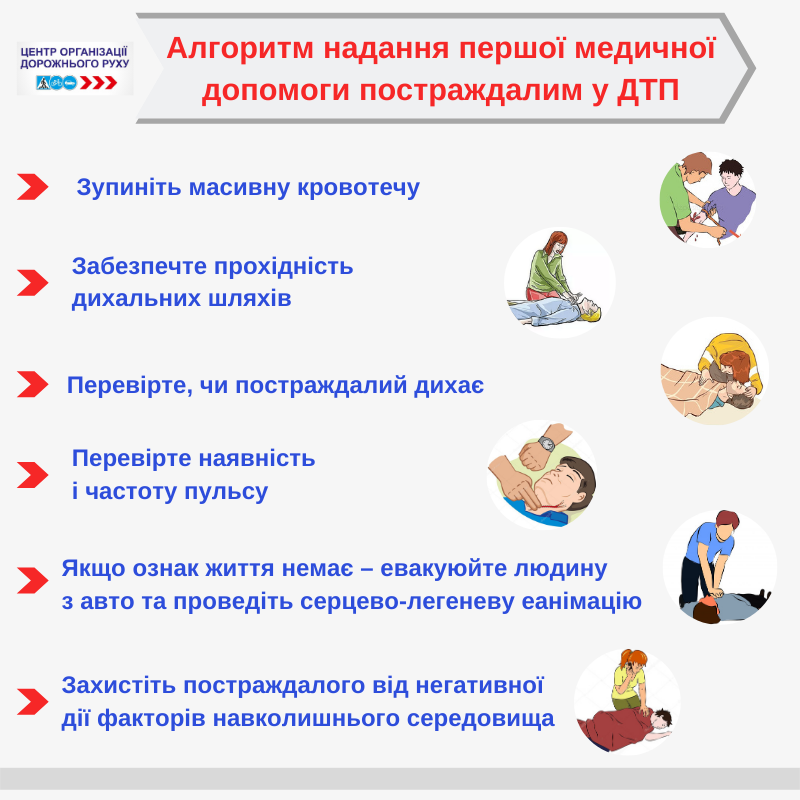 ЦЕНТР ОРГАНІЗАЦІЇ
ДОРОЖНЬОГО РУХУ
Алгоритм надання першої медичної
допомоги постраждалим у ДТП
Зупиніть масивну кровотечу
Забезпечте прохідність
дихальних шляхів
Перевірте, чи постраждалий дихає
Перевірте наявність
і частоту пульсу
Якщо ознак життя немає – евакуюйте людину
з авто та проведіть серцево-легеневу еанімацію
Захистіть постраждалого від негативної
дії факторів навколишнього середовища